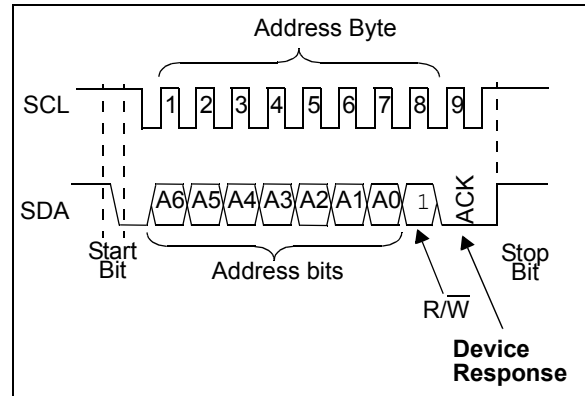 Address Byte
SCL
1 2 3 4 5 6 7 8 9
SDA
A6 A5 A4 A3 A2 A1 A0 1 ACK
Start Bit
Address bits
Stop Bit
R/W̅
Device
Response